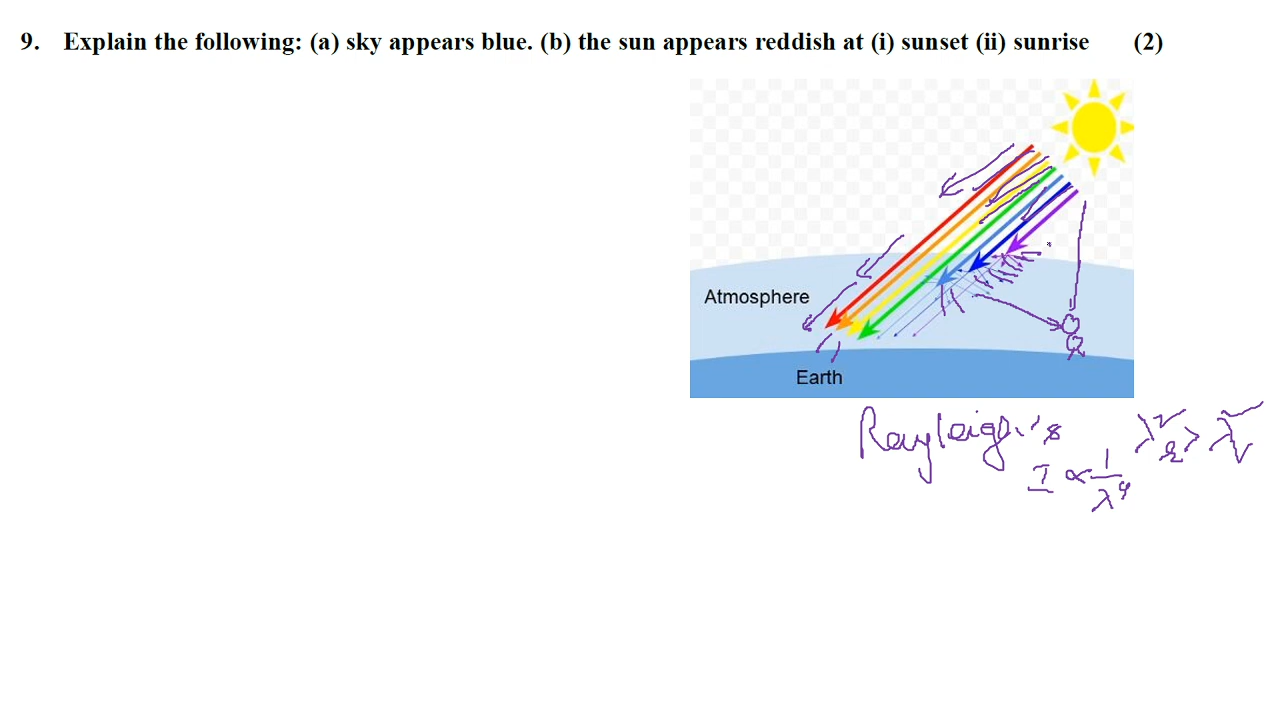 9. Explain the following: (a) sky appears blue. (b) the sun appears reddish at (i) sunset (ii) sunrise (2)
Atmosphere
Earth
Rayleigh's
I ∝ 1/λ⁴